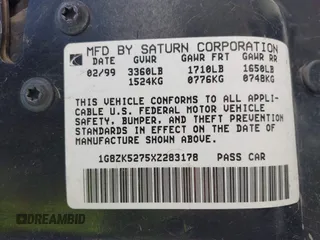 MFD BY SATURN CORPORATION
02/99 GVWR GAWR FRT GAWR RR
3360LB 1710LB 1650LB
1524KG 0776KG 0748KG
THIS VEHICLE CONFORMS TO ALL APPLI-
CABLE U.S. FEDERAL MOTOR VEHICLE
SAFETY, BUMPER, AND THEFT PREVENTION
STANDARDS IN EFFECT ON THE DATE OF
MANUFACTURE SHOWN ABOVE.
1G8ZK5275XZ283178 PASS CAR
DREAMBID